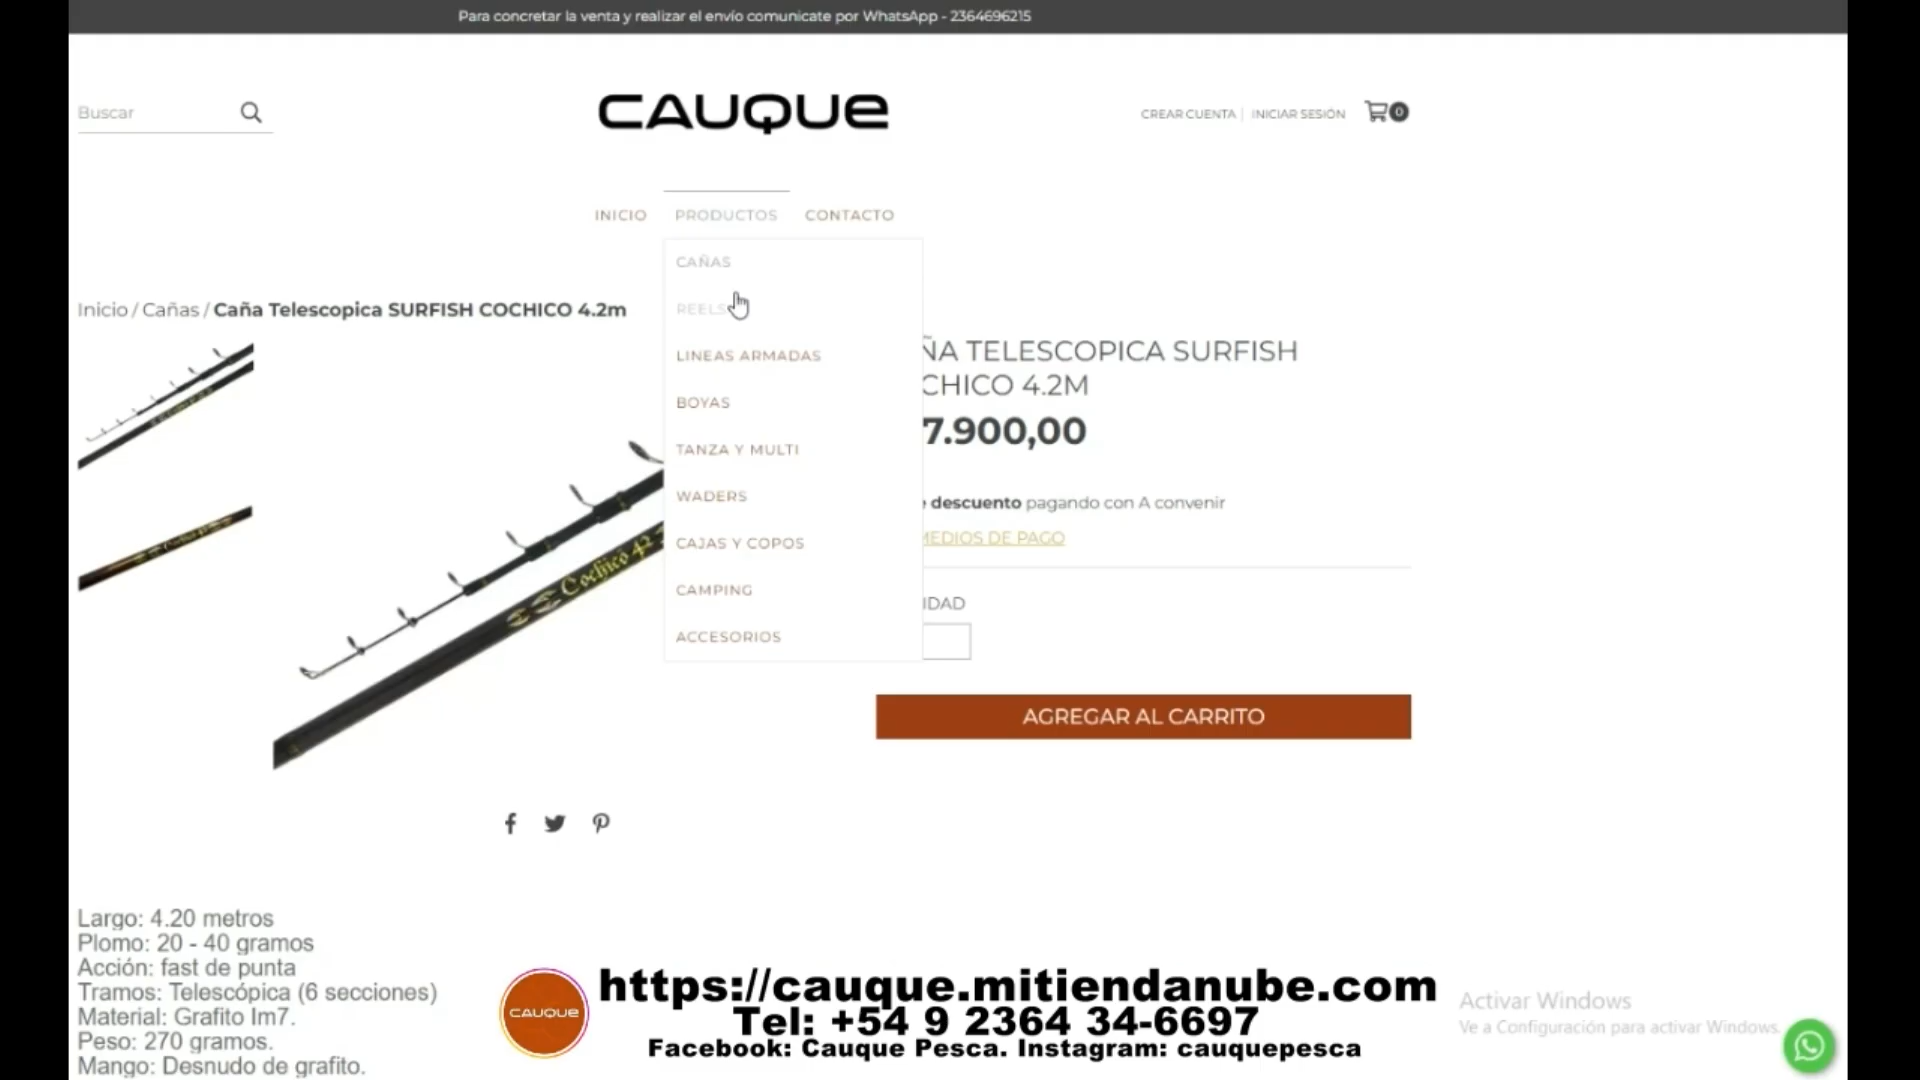 Para concretar la venta y realizar el envío comunicate por WhatsApp - 2364696215
Buscar
CAUQUE
CREAR CUENTA | INICIAR SESIÓN
0
INICIO PRODUCTOS CONTACTO
CAÑAS
REELS
LINEAS ARMADAS
BOYAS
TANZA Y MULTI
WADERS
CAJAS Y COPOS
CAMPING
ACCESORIOS
Inicio / Cañas / Caña Telescopica SURFISH COCHICO 4.2m
ÑA TELESCOPICA SURFISH
CHICO 4.2M
7.900,00
descuento pagando con A convenir
MEDIOS DE PAGO
IDAD
Cochico 42
AGREGAR AL CARRITO
Largo: 4.20 metros
Plomo: 20 - 40 gramos
Acción: fast de punta
Tramos: Telescópica (6 secciones)
Material: Grafito Im7.
Peso: 270 gramos.
Mango: Desnudo de grafito.
CAUQUE
https://cauque.mitiendanube.com
Tel: +54 9 2364 34-6697
Facebook: Cauque Pesca. Instagram: cauquepesca
Activar Windows
Ve a Configuración para activar Windows.